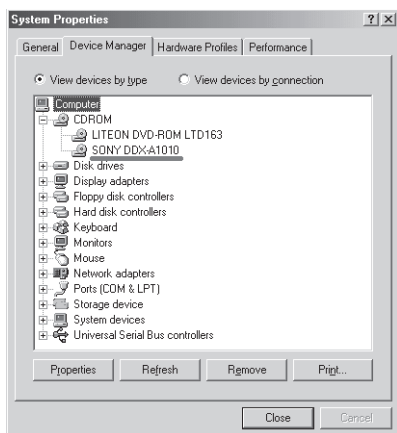 System Properties
General Device Manager Hardware Profiles Performance
View devices by type View devices by connection
Computer
CDROM
LITEON DVD-ROM LTD163
SONY DDX-A1010
Disk drives
Display adapters
Floppy disk controllers
Hard disk controllers
Keyboard
Monitors
Mouse
Network adapters
Ports (COM & LPT)
Storage device
System devices
Universal Serial Bus controllers
Properties Refresh Remove Print...
Close Cancel